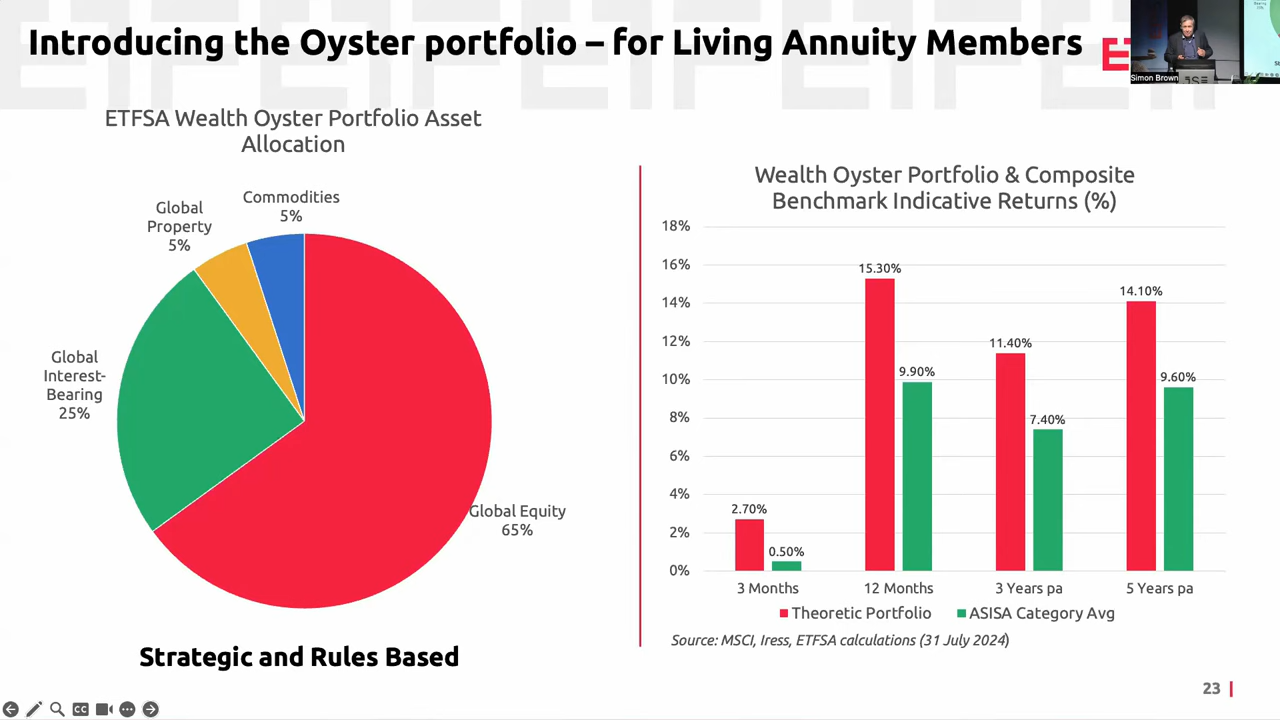 Introducing the Oyster portfolio – for Living Annuity Members
Simon Brown
ETFSA Wealth Oyster Portfolio Asset
Allocation
Commodities
5%
Global
Property
5%
Global
Interest-
Bearing
25%
Global Equity
65%
Strategic and Rules Based
Wealth Oyster Portfolio & Composite
Benchmark Indicative Returns (%)
18%
16%
14%
12%
10%
8%
6%
4%
2%
0%
2.70%
0.50%
15.30%
9.90%
11.40%
7.40%
14.10%
9.60%
3 Months
12 Months
3 Years pa
5 Years pa
Theoretic Portfolio
ASISA Category Avg
Source: MSCI, Iress, ETFSA calculations (31 July 2024)
23
CC